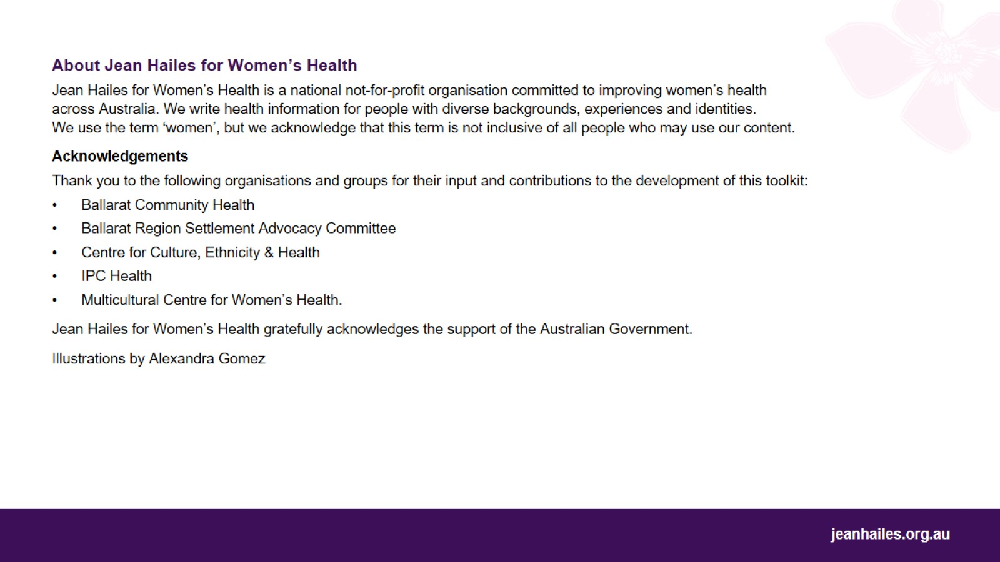 About Jean Hailes for Women’s Health
Jean Hailes for Women’s Health is a national not-for-profit organisation committed to improving women’s health
across Australia. We write health information for people with diverse backgrounds, experiences and identities.
We use the term ‘women’, but we acknowledge that this term is not inclusive of all people who may use our content.
Acknowledgements
Thank you to the following organisations and groups for their input and contributions to the development of this toolkit:
• Ballarat Community Health
• Ballarat Region Settlement Advocacy Committee
• Centre for Culture, Ethnicity & Health
• IPC Health
• Multicultural Centre for Women’s Health.
Jean Hailes for Women’s Health gratefully acknowledges the support of the Australian Government.
Illustrations by Alexandra Gomez
jeanhailes.org.au